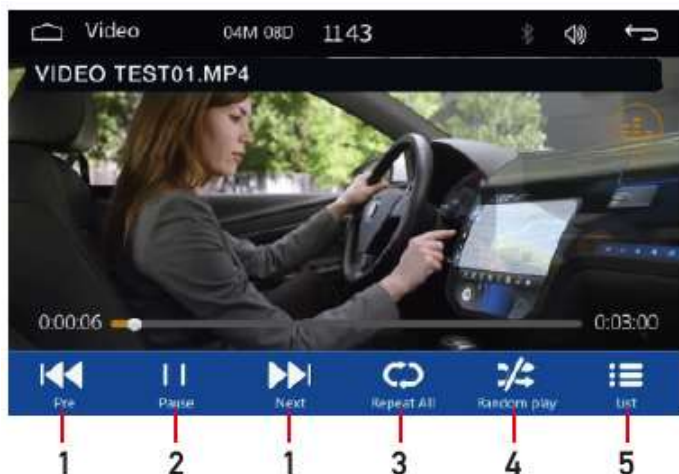 Video 04M 08D 11:43
VIDEO TEST01.MP4
0:00:06 0:03:00
Pre Pause Next Repeat All Random play List
1 2 1 3 4 5